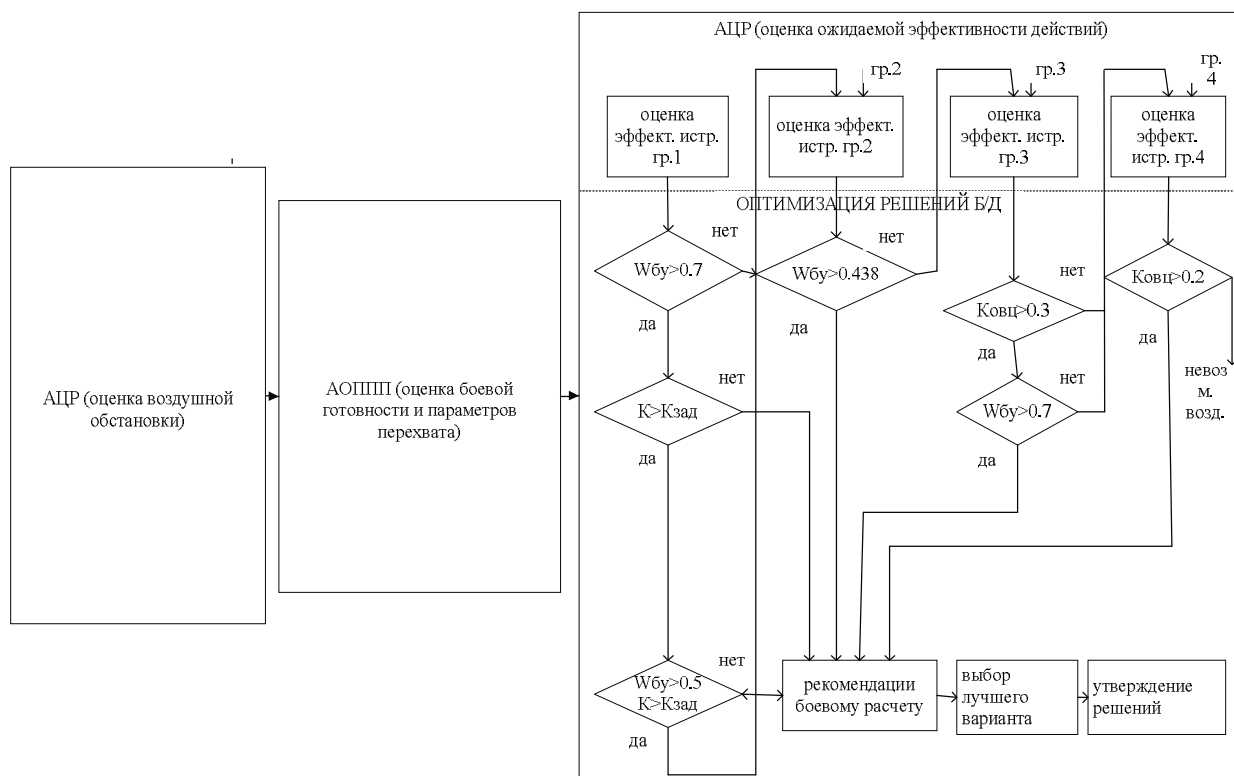 АЦР (оценка воздушной
обстановки)
АОППП (оценка боевой
готовности и параметров
перехвата)
АЦР (оценка ожидаемой эффективности действий)
гр.2
гр.3
гр.
4
оценка
эффект. истр.
гр.1
оценка эффект.
истр. гр.2
оценка
эффект. истр.
гр.3
оценка
эффект.
истр. гр.4
ОПТИМИЗАЦИЯ РЕШЕНИЙ Б/Д
Wбу>0.7
нет
да
Wбу>0.438
нет
да
Ковц>0.3
нет
да
Ковц>0.2
да
невоз
м.
возд.
К>Кзад
нет
да
Wбу>0.7
нет
да
Wбу>0.5
К>Кзад
нет
да
рекомендации
боевому расчету
выбор
лучшего
варианта
утверждение
решений